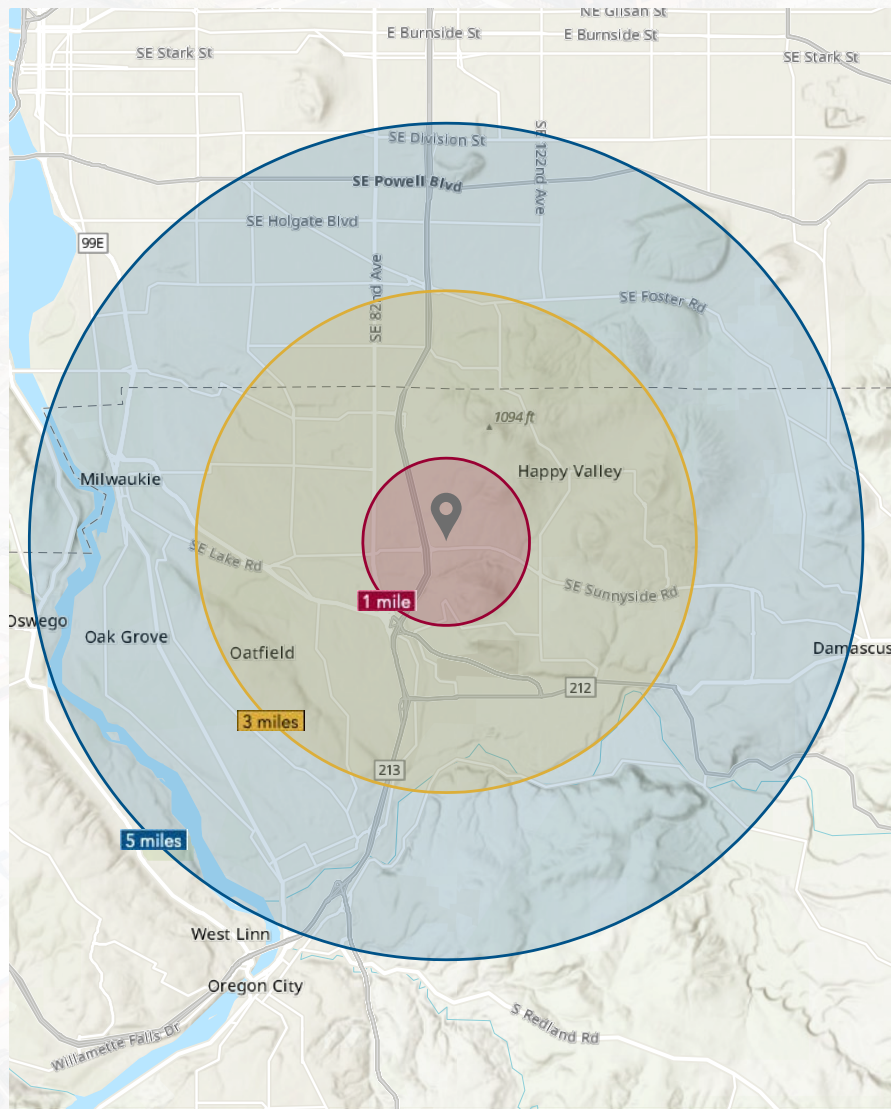 NE Glisan St
E Burnside St
E Burnside St
SE Stark St
SE Stark St
SE Division St
SE 122nd Ave
SE Powell Blvd
SE Holgate Blvd
99E
SE 82nd Ave
SE Foster Rd
1094 ft
Happy Valley
Milwaukie
SE Lake Rd
SE Sunnyside Rd
1 mile
Oswego
Oak Grove
Oatfield
Damascus
212
3 miles
213
5 miles
West Linn
Oregon City
S Redland Rd
Willamette Falls Dr